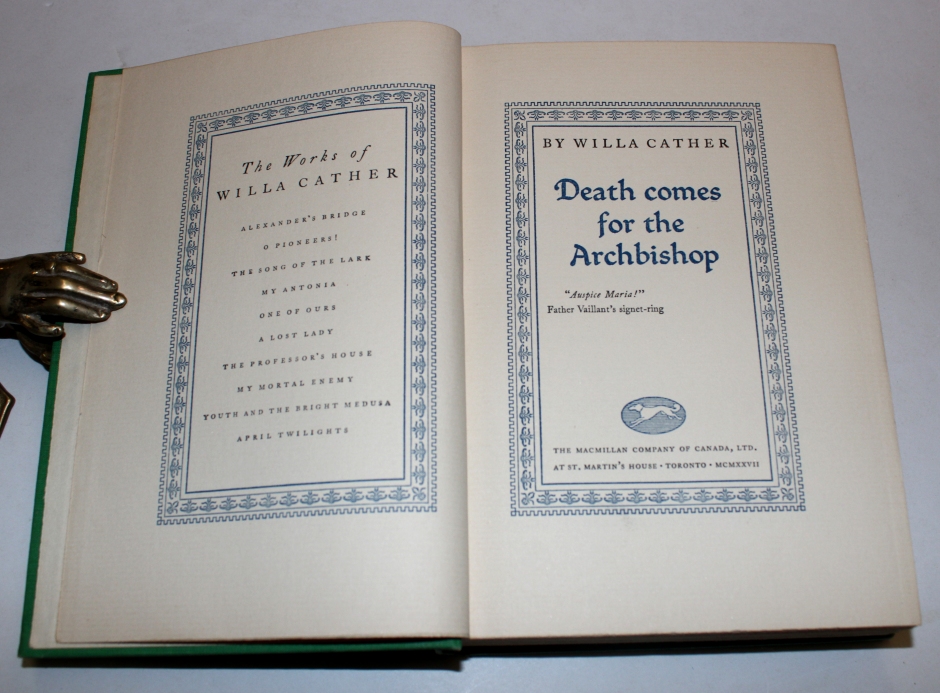 The Works of
WILLA CATHER
ALEXANDER'S BRIDGE
O PIONEERS!
THE SONG OF THE LARK
MY ANTONIA
ONE OF OURS
A LOST LADY
THE PROFESSOR'S HOUSE
MY MORTAL ENEMY
YOUTH AND THE BRIGHT MEDUSA
APRIL TWILIGHTS
BY WILLA CATHER
Death comes
for the
Archbishop
"Auspice Maria!"
Father Vaillant's signet-ring
THE MACMILLAN COMPANY OF CANADA, LTD.
AT ST. MARTIN'S HOUSE · TORONTO · MCMXXVII